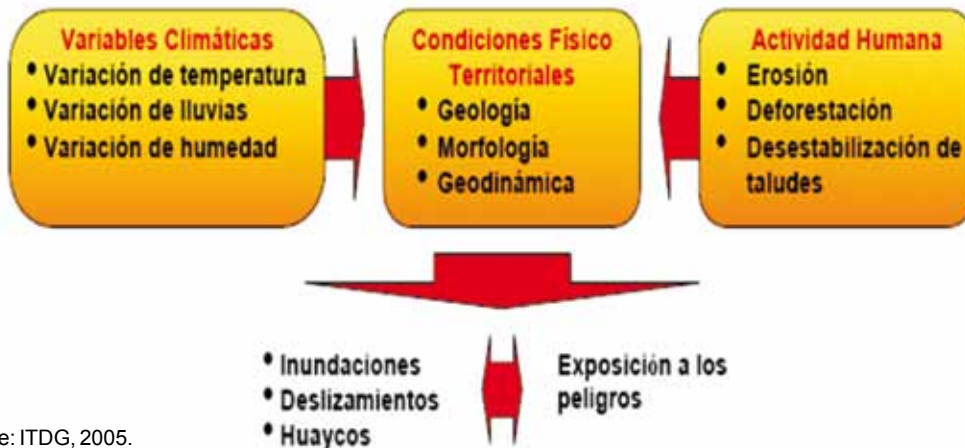 Variables Climáticas
• Variación de temperatura
• Variación de lluvias
• Variación de humedad
Condiciones Físico
Territoriales
• Geología
• Morfología
• Geodinámica
Actividad Humana
• Erosión
• Deforestación
• Desestabilización de
taludes
• Inundaciones
• Deslizamientos
• Huaycos
Exposición a los
peligros
e: ITDG, 2005.